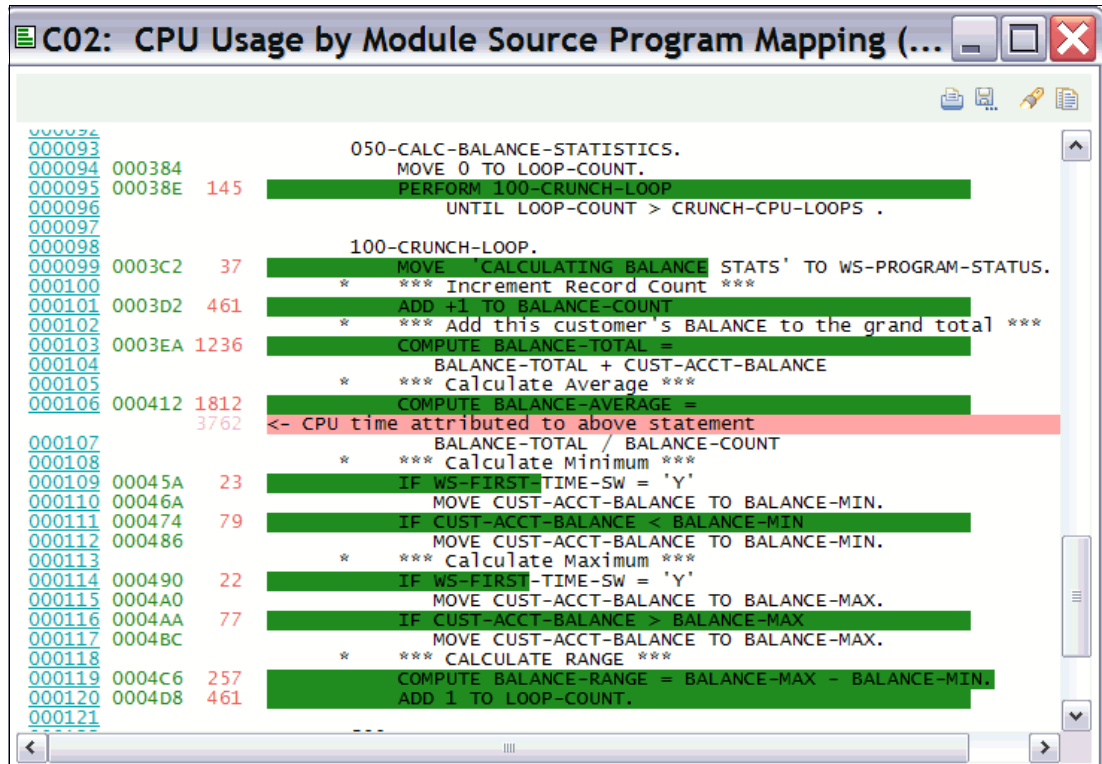 C02: CPU Usage by Module Source Program Mapping (...
000092
000093 050-CALC-BALANCE-STATISTICS.
000094 000384 MOVE 0 TO LOOP-COUNT.
000095 00038E 145 PERFORM 100-CRUNCH-LOOP
000096 UNTIL LOOP-COUNT > CRUNCH-CPU-LOOPS .
000097
000098 100-CRUNCH-LOOP.
000099 0003C2 37 MOVE 'CALCULATING BALANCE STATS' TO WS-PROGRAM-STATUS.
000100 * *** Increment Record Count ***
000101 0003D2 461 ADD +1 TO BALANCE-COUNT
000102 * *** Add this customer's BALANCE to the grand total ***
000103 0003EA 1236 COMPUTE BALANCE-TOTAL =
000104 BALANCE-TOTAL + CUST-ACCT-BALANCE
000105 * *** Calculate Average ***
000106 000412 1812 COMPUTE BALANCE-AVERAGE =
3762 <- CPU time attributed to above statement
000107 BALANCE-TOTAL / BALANCE-COUNT
000108 * *** Calculate Minimum ***
000109 00045A 23 IF WS-FIRST-TIME-SW = 'Y'
000110 00046A MOVE CUST-ACCT-BALANCE TO BALANCE-MIN.
000111 000474 79 IF CUST-ACCT-BALANCE < BALANCE-MIN
000112 000486 MOVE CUST-ACCT-BALANCE TO BALANCE-MIN.
000113 * *** Calculate Maximum ***
000114 000490 22 IF WS-FIRST-TIME-SW = 'Y'
000115 0004A0 MOVE CUST-ACCT-BALANCE TO BALANCE-MAX.
000116 0004AA 77 IF CUST-ACCT-BALANCE > BALANCE-MAX
000117 0004BC MOVE CUST-ACCT-BALANCE TO BALANCE-MAX.
000118 * *** CALCULATE RANGE ***
000119 0004C6 257 COMPUTE BALANCE-RANGE = BALANCE-MAX - BALANCE-MIN.
000120 0004D8 461 ADD 1 TO LOOP-COUNT.
000121